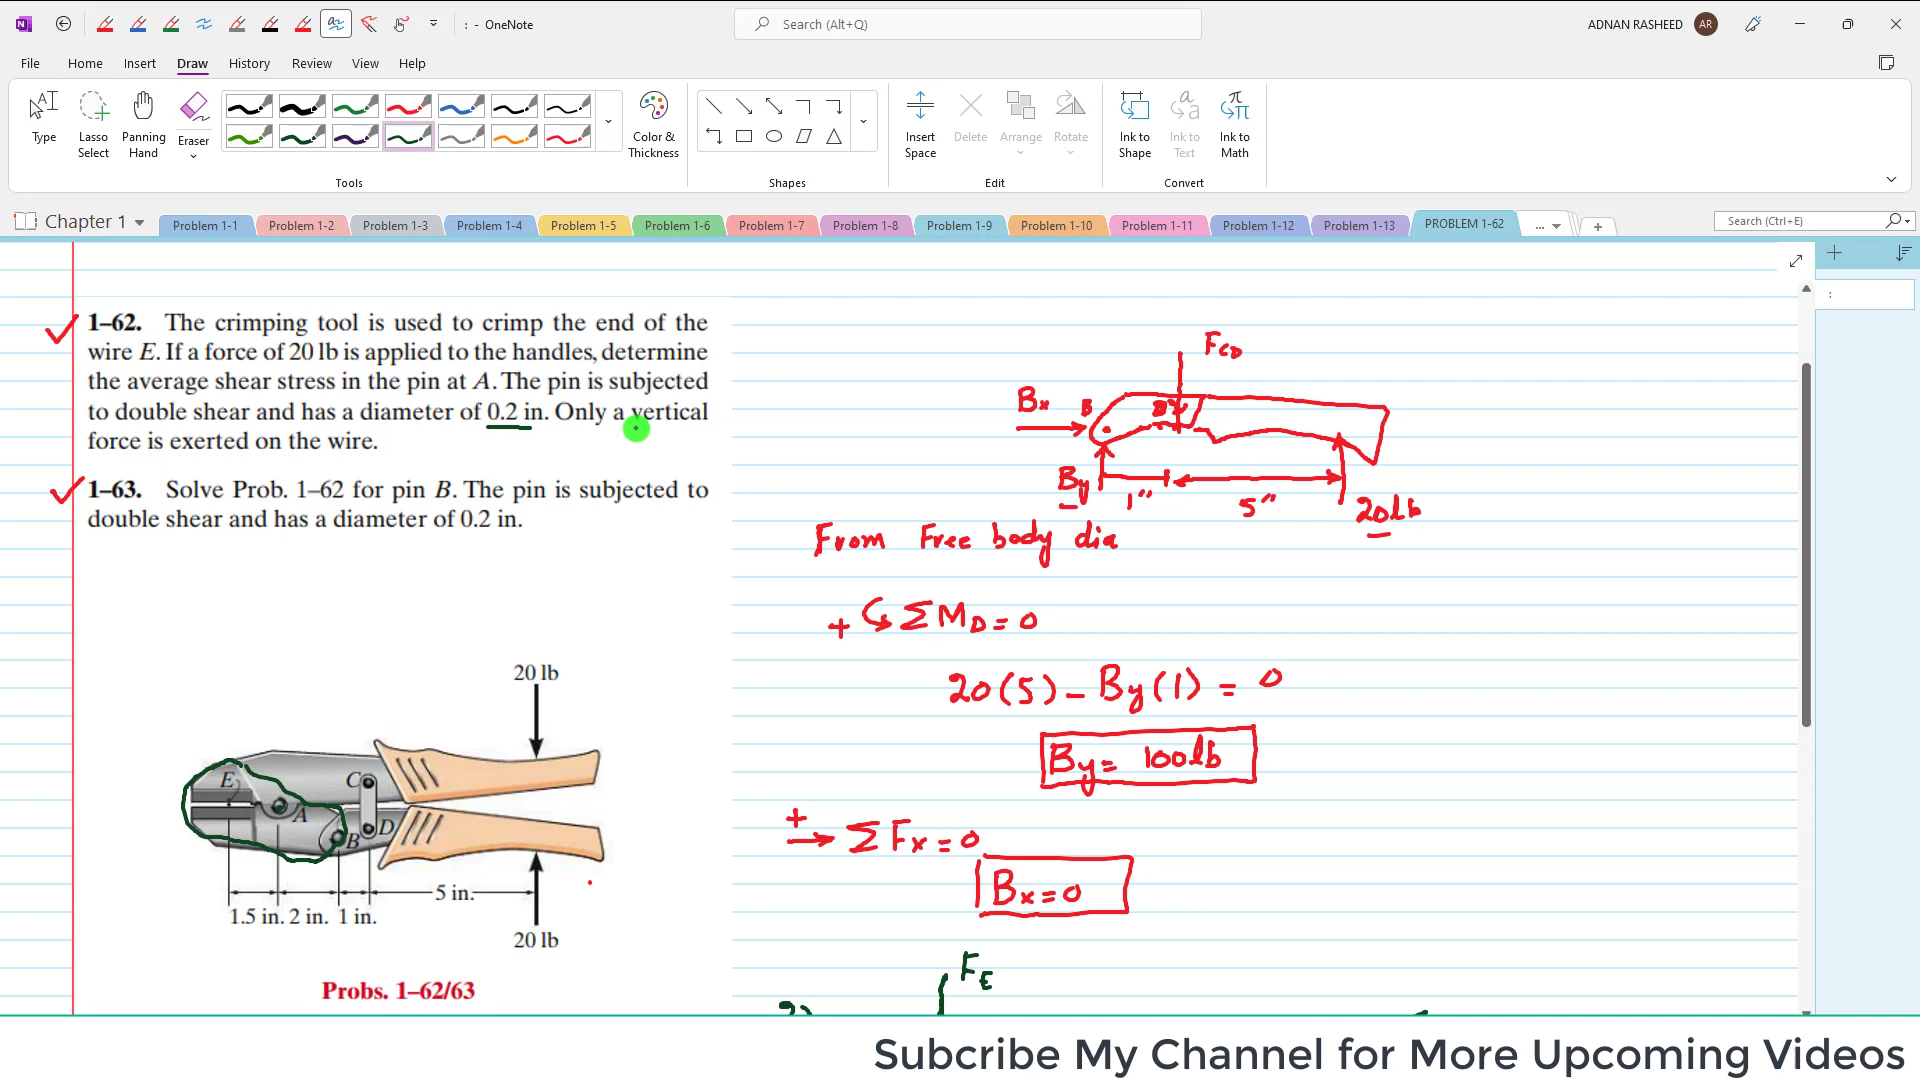 : - OneNote
Search (Alt+Q)
ADNAN RASHEED
AR
File Home Insert Draw History Review View Help
Type
Lasso Select
Panning Hand
Eraser
Color & Thickness
Insert Space
Delete
Arrange
Rotate
Ink to Shape
Ink to Text
Ink to Math
Tools
Shapes
Edit
Convert
Chapter 1
Problem 1-1
Problem 1-2
Problem 1-3
Problem 1-4
Problem 1-5
Problem 1-6
Problem 1-7
Problem 1-8
Problem 1-9
Problem 1-10
Problem 1-11
Problem 1-12
Problem 1-13
PROBLEM 1-62
...
Search (Ctrl+E)
1–62. The crimping tool is used to crimp the end of the
wire E. If a force of 20 lb is applied to the handles, determine
the average shear stress in the pin at A. The pin is subjected
to double shear and has a diameter of 0.2 in. Only a vertical
force is exerted on the wire.
1–63. Solve Prob. 1–62 for pin B. The pin is subjected to
double shear and has a diameter of 0.2 in.
20 lb
E
C
A
B
D
5 in.
1.5 in. 2 in. 1 in.
20 lb
Probs. 1–62/63
FCD
Bx
B
D
By
1"
5"
20lb
From Free body dia
+ ΣMD = 0
20(5) - By(1) = 0
By = 100lb
+ → ΣFx = 0
Bx = 0
FE
Subcribe My Channel for More Upcoming Videos